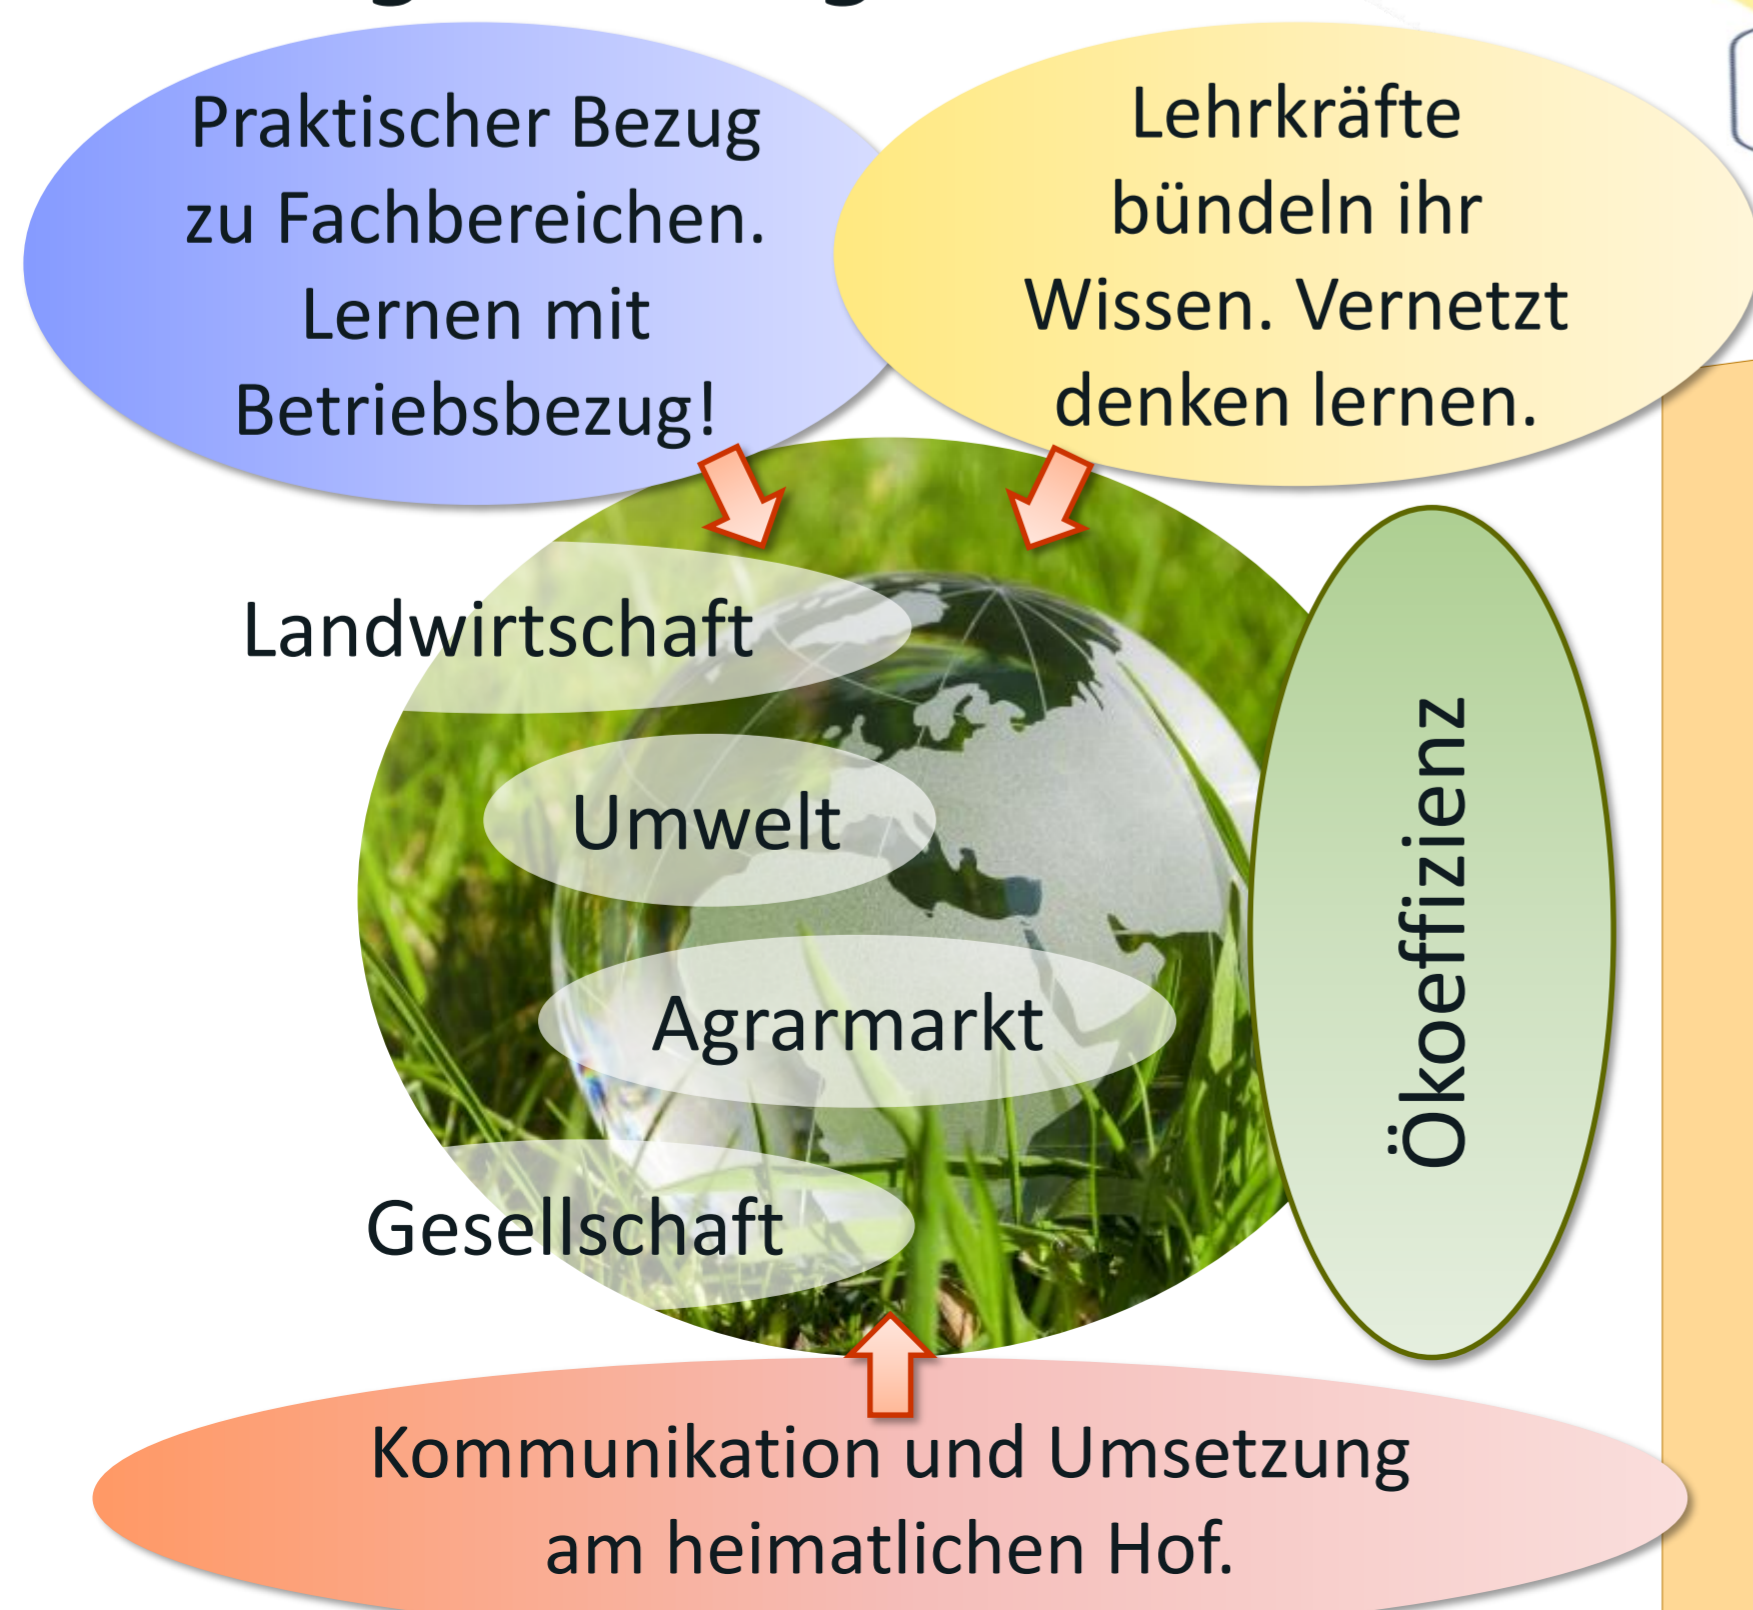 Praktischer Bezug
zu Fachbereichen.
Lernen mit
Betriebsbezug!
Lehrkräfte
bündeln ihr
Wissen. Vernetzt
denken lernen.
Landwirtschaft
Umwelt
Agrarmarkt
Gesellschaft
Ökoeffizienz
Kommunikation und Umsetzung
am heimatlichen Hof.